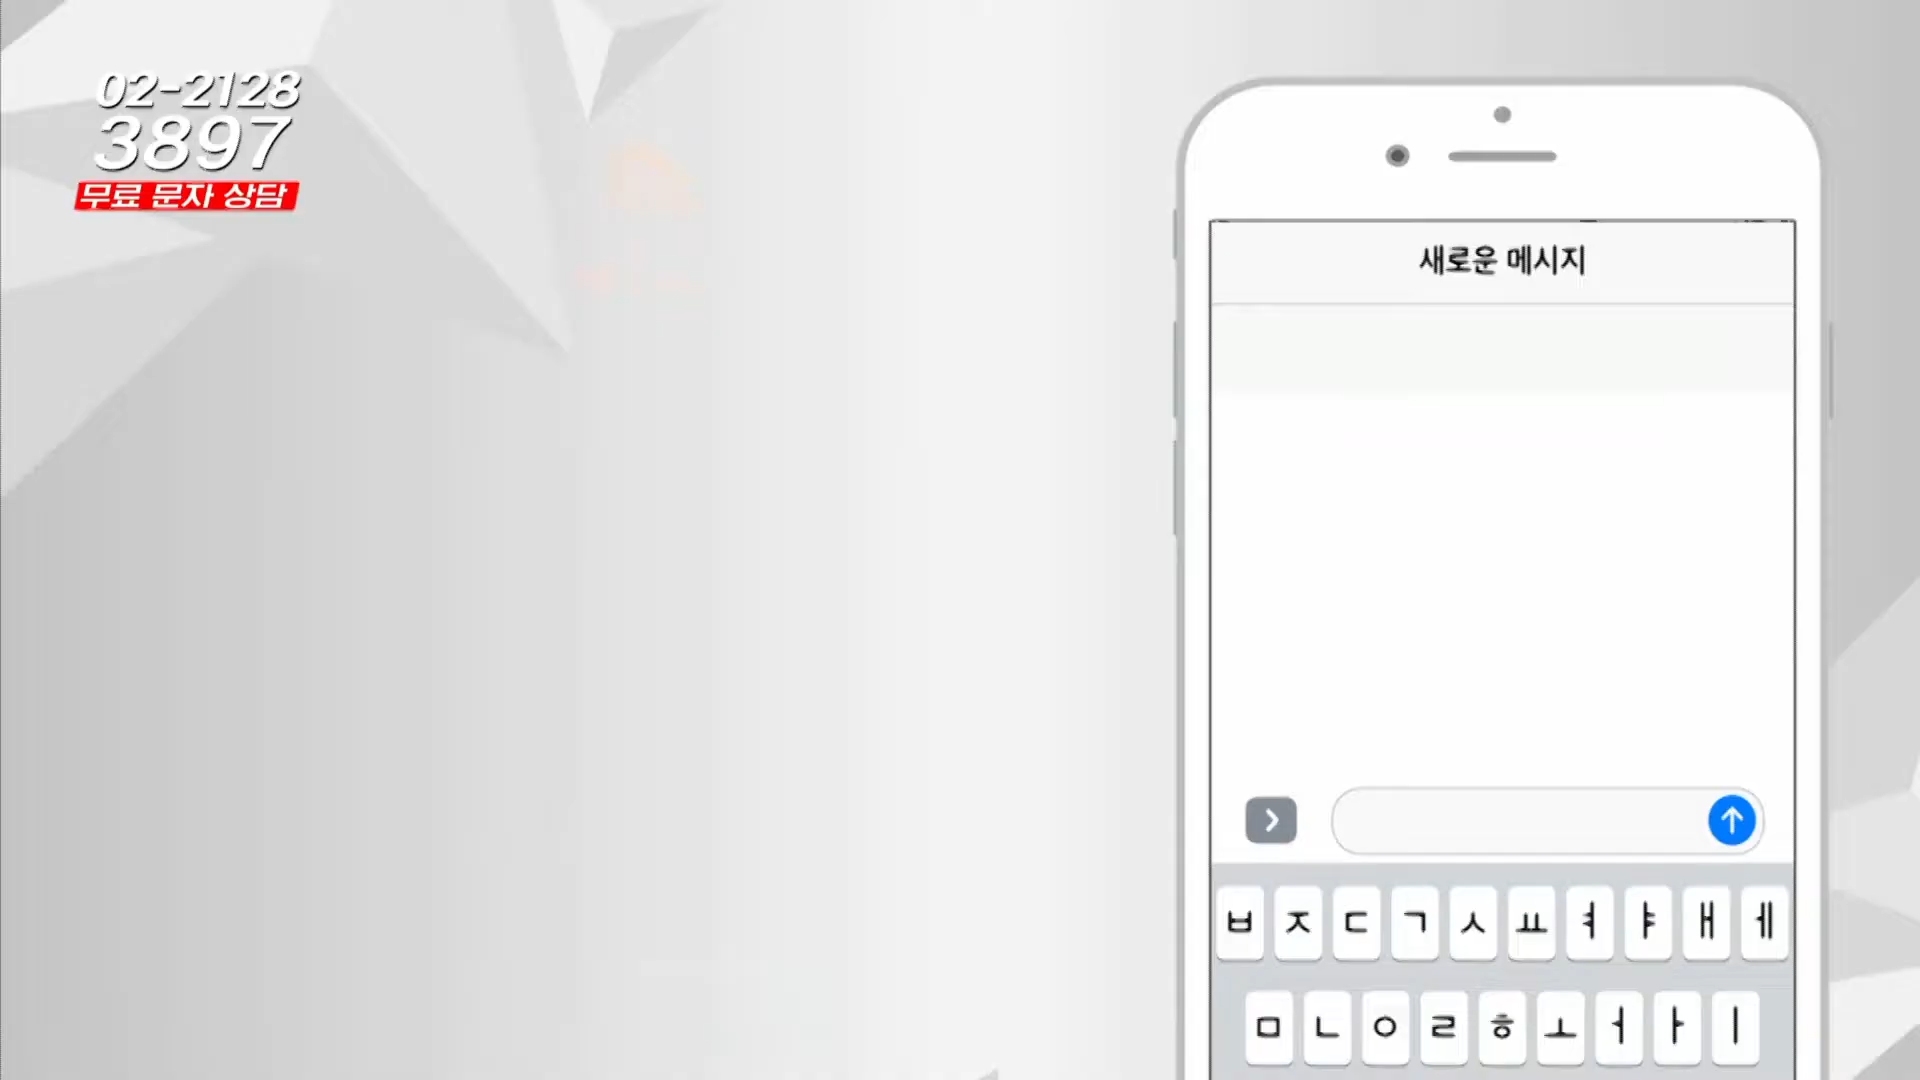 02-2128
3897
무료 문자 상담
새로운 메시지
ㅂ ㅈ ㄷ ㄱ ㅅ ㅛ ㅕ ㅑ ㅐ ㅔ
ㅁ ㄴ ㅇ ㄹ ㅎ ㅗ ㅓ ㅏ ㅣ